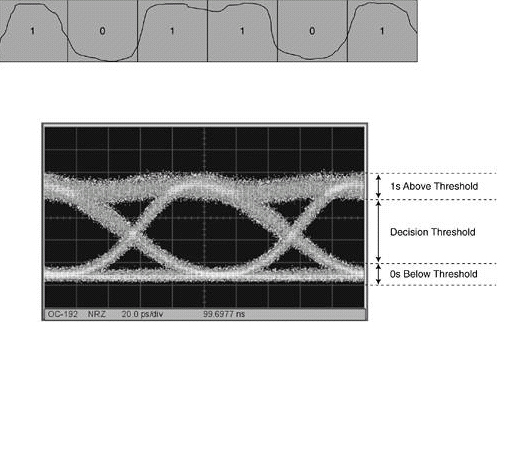 1 0 1 1 0 1
1s Above Threshold
Decision Threshold
0s Below Threshold
OC-192 NRZ 20.0 ps/div 99.6977 ns